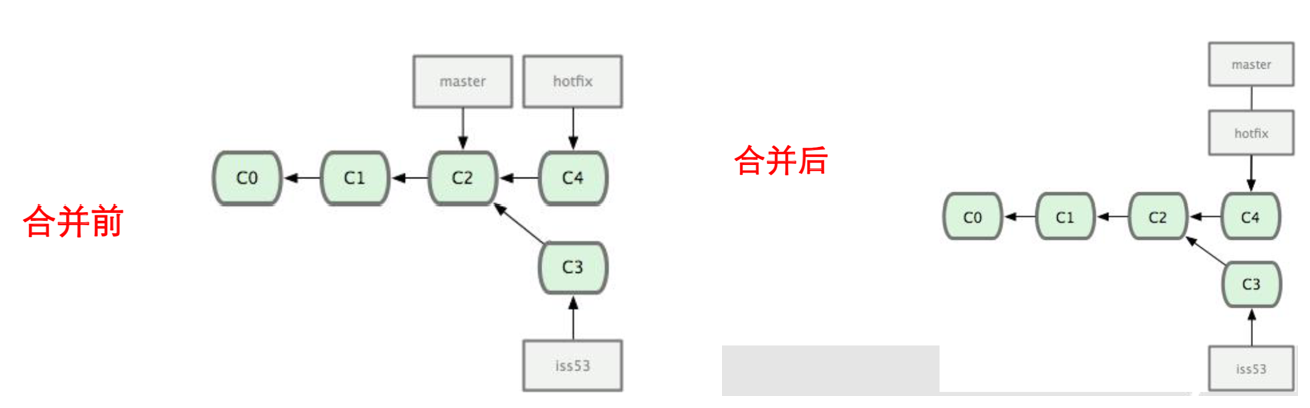 合并前
master
hotfix
C0
C1
C2
C4
C3
iss53
合并后
master
hotfix
C0
C1
C2
C4
C3
iss53